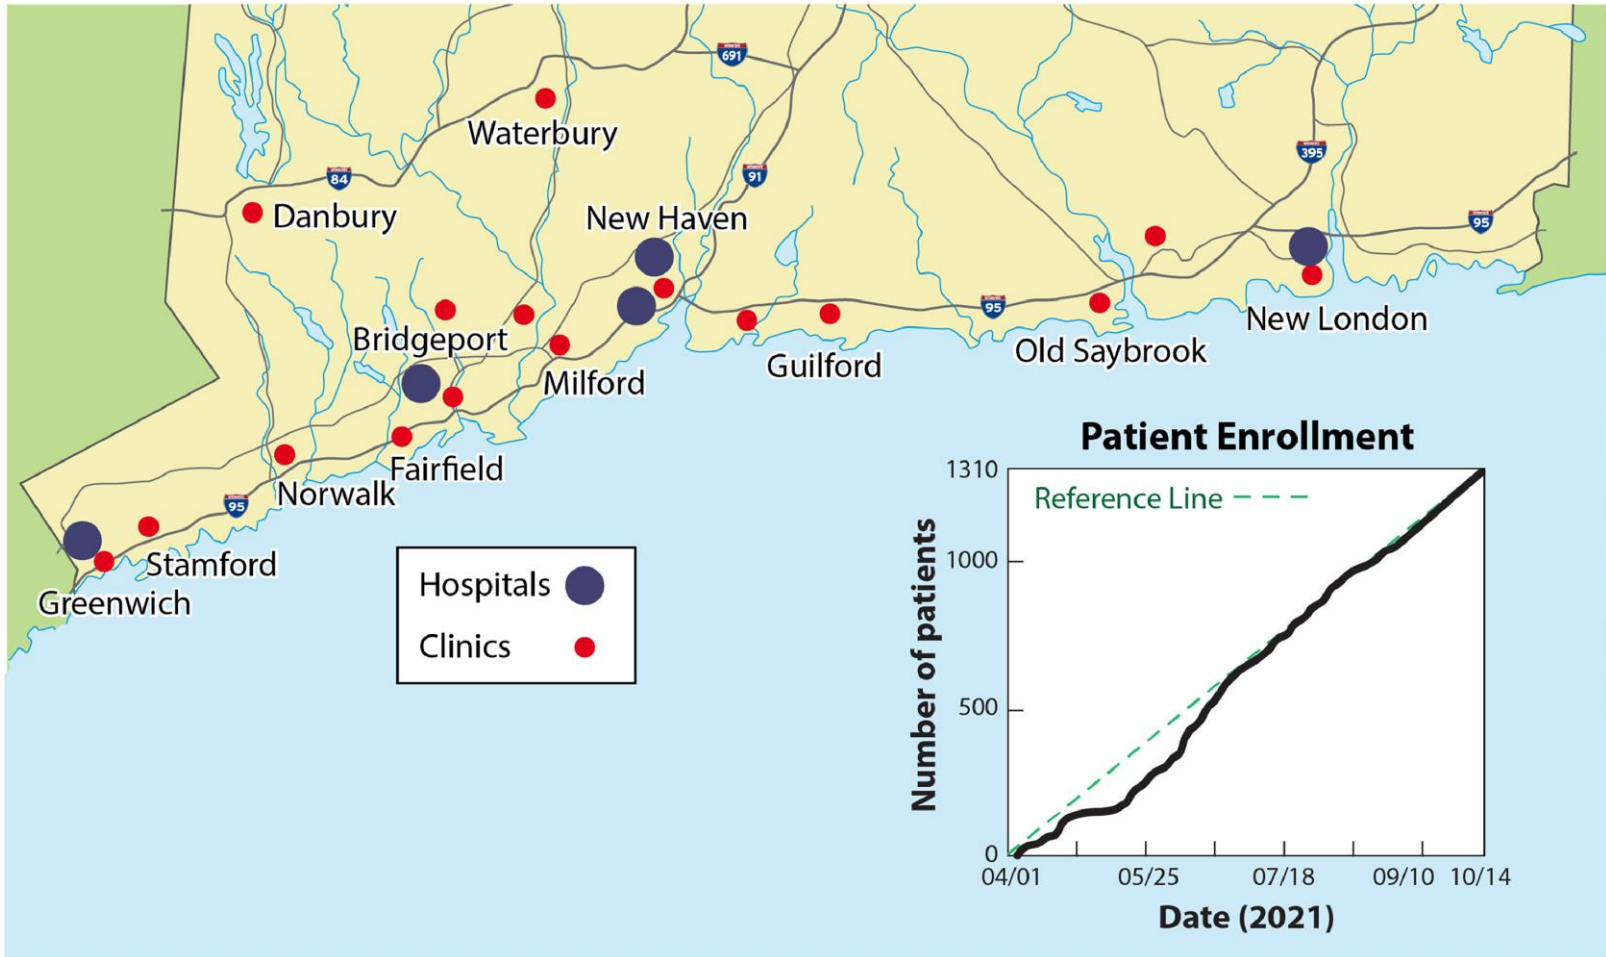 691
Waterbury
84
91
395
Danbury
New Haven
95
Bridgeport
95
New London
Old Saybrook
Guilford
Milford
Fairfield
Norwalk
95
Stamford
Greenwich
Hospitals
Clinics
Patient Enrollment
1310
Reference Line
1000
500
0
Number of patients
04/01 05/25 07/18 09/10 10/14
Date (2021)